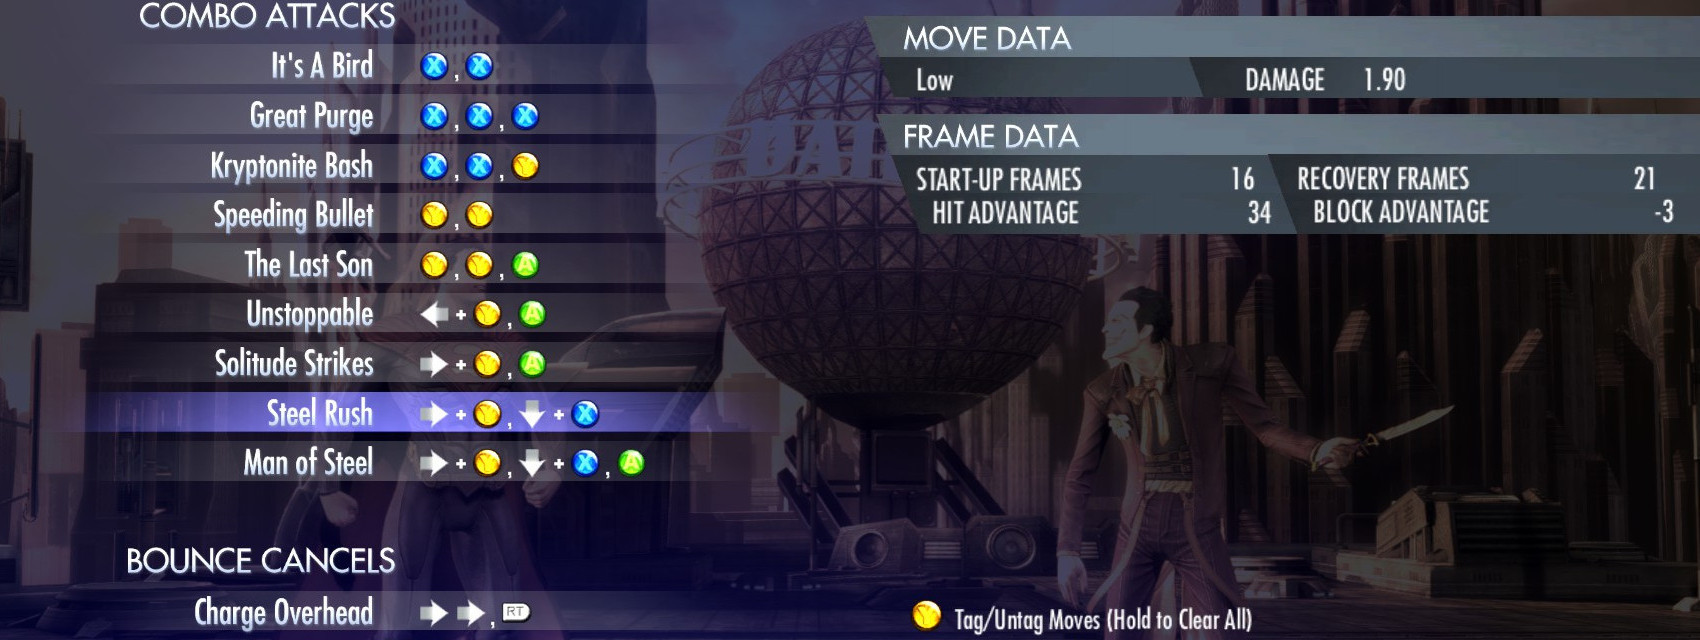 COMBO ATTACKS
It's A Bird X, X
Great Purge X, X, X
Kryptonite Bash X, X, Y
Speeding Bullet Y, Y
The Last Son Y, Y, A
Unstoppable ← + Y, A
Solitude Strikes → + Y, A
Steel Rush → + Y, ↓ + X
Man of Steel → + Y, ↓ + X, A
BOUNCE CANCELS
Charge Overhead → →, RT
MOVE DATA
Low DAMAGE 1.90
FRAME DATA
START-UP FRAMES 16 RECOVERY FRAMES 21
HIT ADVANTAGE 34 BLOCK ADVANTAGE -3
Y Tag/Untag Moves (Hold to Clear All)